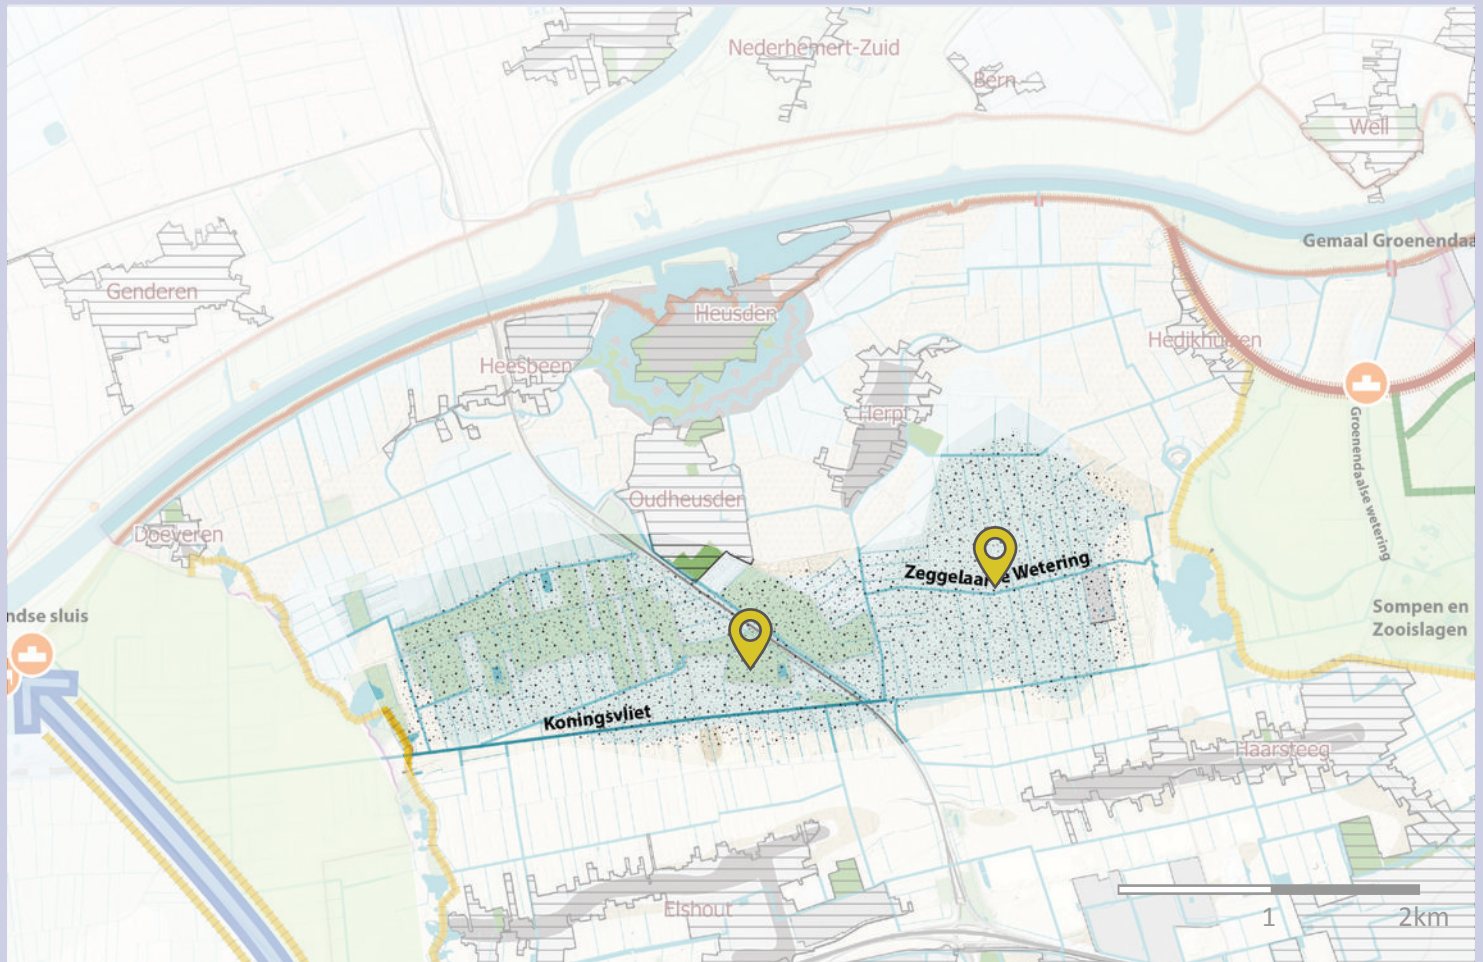 Nederhemert-Zuid
Bern
Well
Gemaal Groenendaa
Genderen
Heusden
Hedikhuizen
Heesbeen
Herpt
Groenendaalse wetering
Oudheusden
Doeveren
Zeggelaarse Wetering
ndse sluis
Sompen en
Zooislagen
Koningsvliet
Haarsteeg
Elshout
1
2km